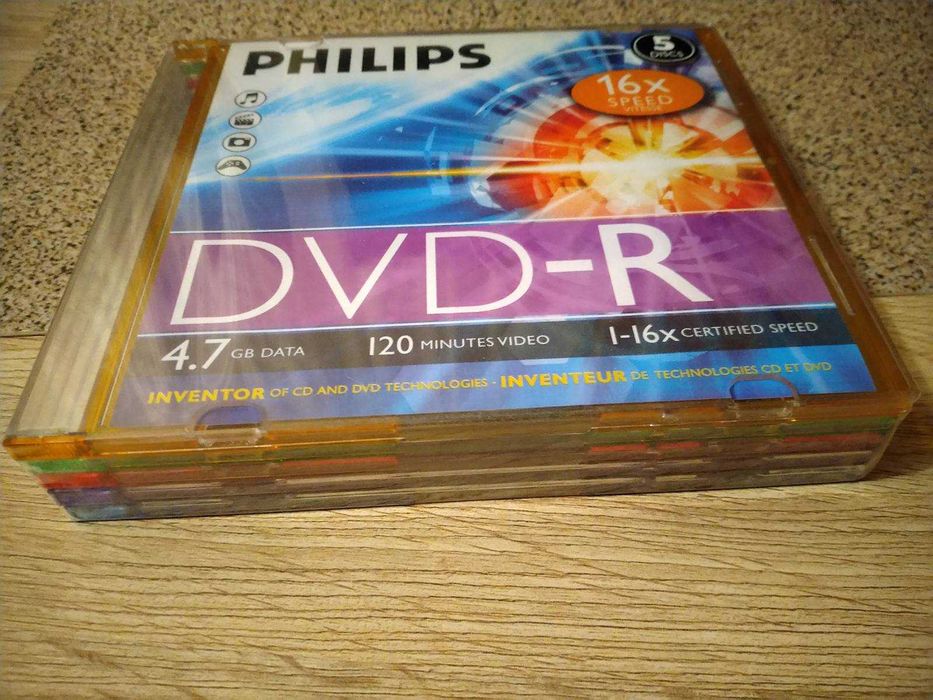 PHILIPS
5
DISCS
16x
SPEED
VITESSE
DVD-R
4.7 GB DATA
120 MINUTES VIDEO
1-16x CERTIFIED SPEED
INVENTOR OF CD AND DVD TECHNOLOGIES - INVENTEUR DE TECHNOLOGIES CD ET DVD